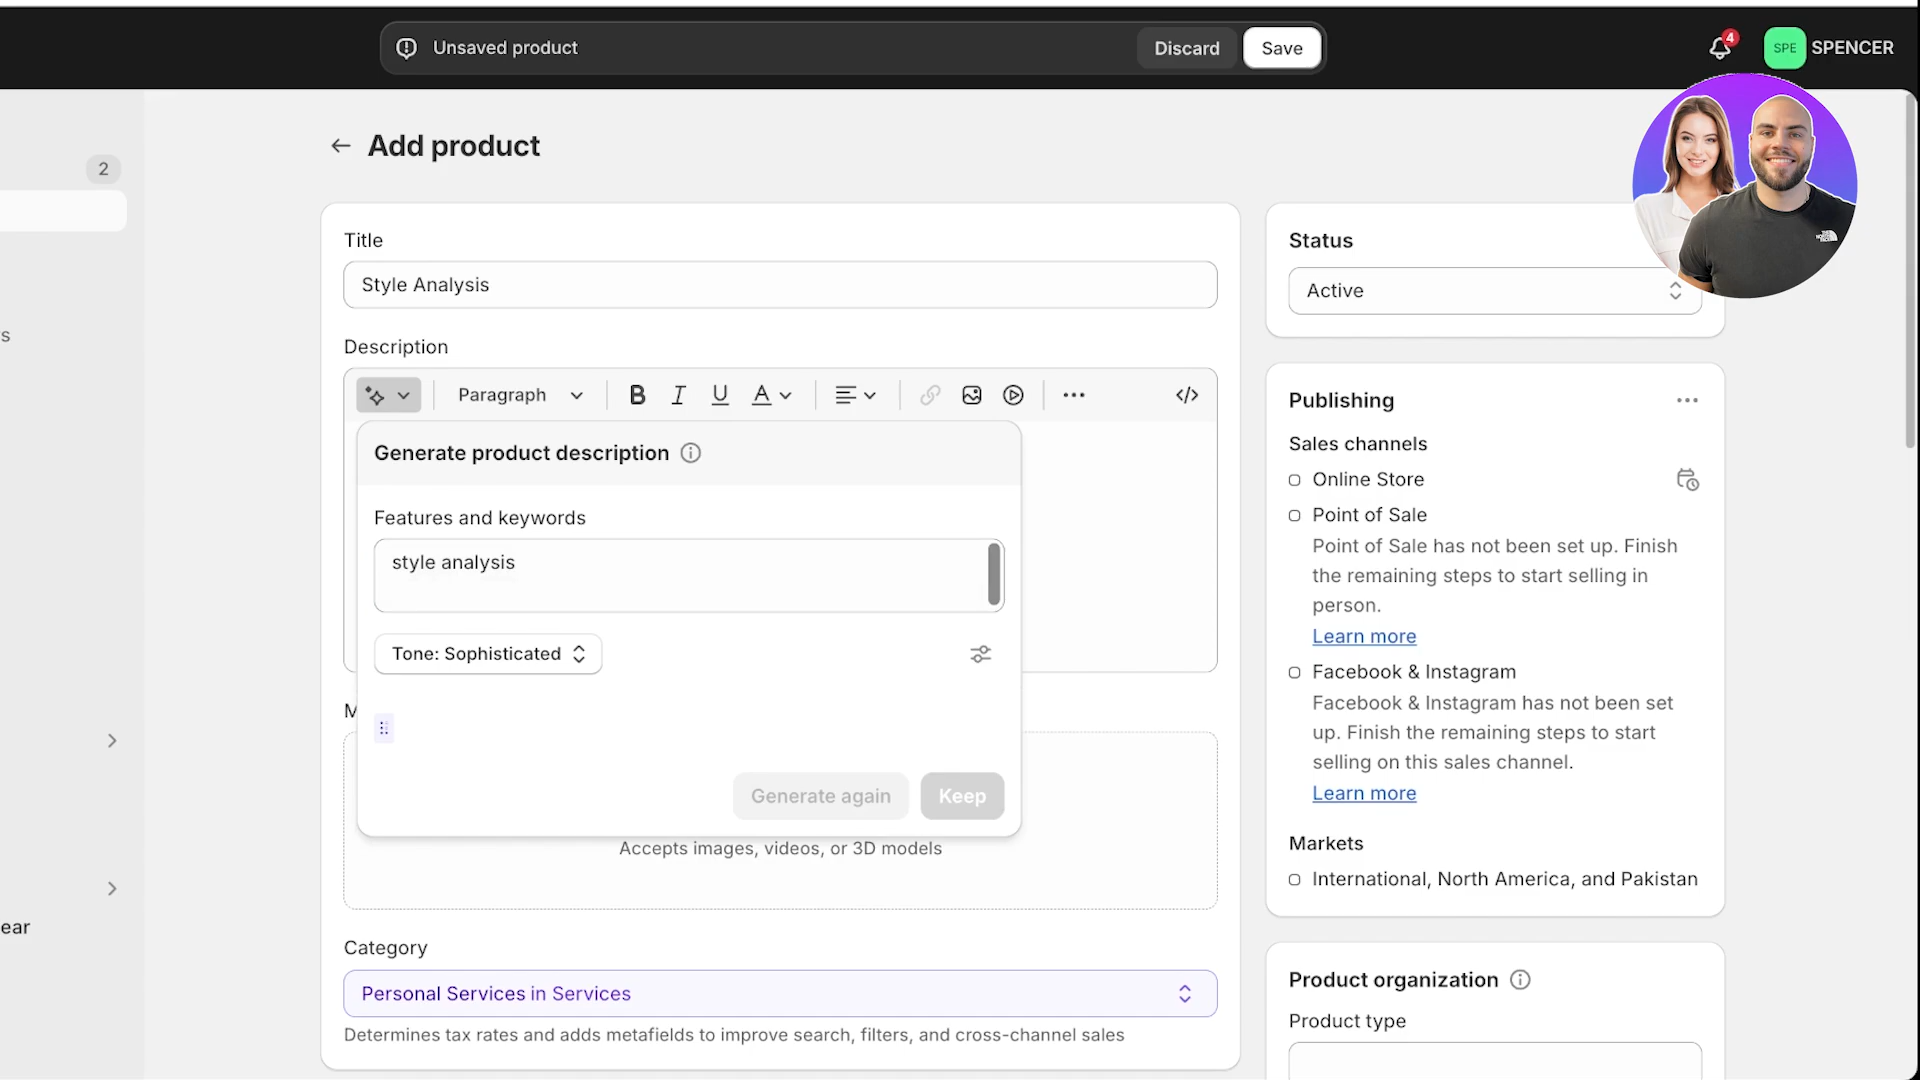 Unsaved product
Discard
Save
4
SPE
SPENCER
2
Add product
Title
Style Analysis
Description
Paragraph
Generate product description
Features and keywords
style analysis
Tone: Sophisticated
Generate again
Keep
Accepts images, videos, or 3D models
Category
Personal Services in Services
Determines tax rates and adds metafields to improve search, filters, and cross-channel sales
Status
Active
Publishing
Sales channels
Online Store
Point of Sale
Point of Sale has not been set up. Finish
the remaining steps to start selling in
person.
Learn more
Facebook & Instagram
Facebook & Instagram has not been set
up. Finish the remaining steps to start
selling on this sales channel.
Learn more
Markets
International, North America, and Pakistan
Product organization
Product type
ear